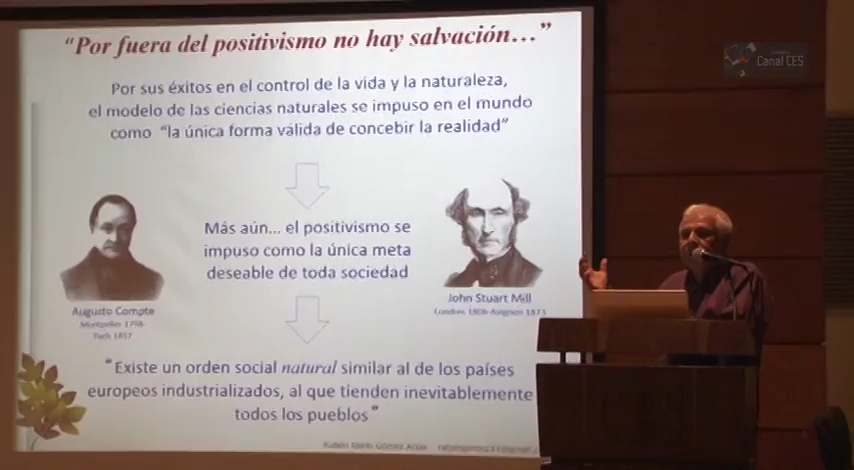 “Por fuera del positivismo no hay salvación...”
Canal CES
Por sus éxitos en el control de la vida y la naturaleza,
el modelo de las ciencias naturales se impuso en el mundo
como “la única forma válida de concebir la realidad”
Más aún... el positivismo se
impuso como la única meta
deseable de toda sociedad
Augusto Compte
Montpellier 1798-
París 1857
John Stuart Mill
Londres 1806-Avignon 1873
“Existe un orden social natural similar al de los países
europeos industrializados, al que tienden inevitablemente
todos los pueblos”
Rubén Darío Gómez Arias